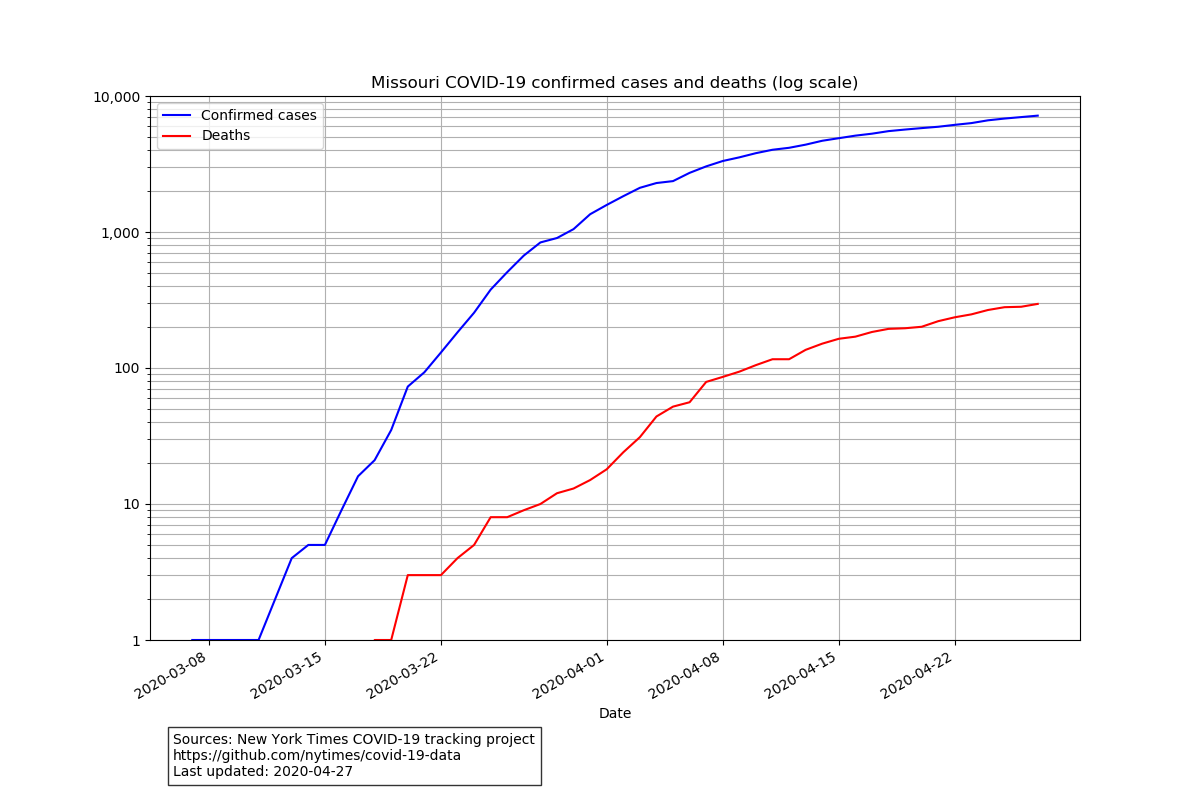 Missouri COVID-19 confirmed cases and deaths (log scale)
10,000
1,000
100
10
1
Confirmed cases
Deaths
2020-03-08
2020-03-15
2020-03-22
2020-04-01
2020-04-08
2020-04-15
2020-04-22
Date
Sources: New York Times COVID-19 tracking project
https://github.com/nytimes/covid-19-data
Last updated: 2020-04-27